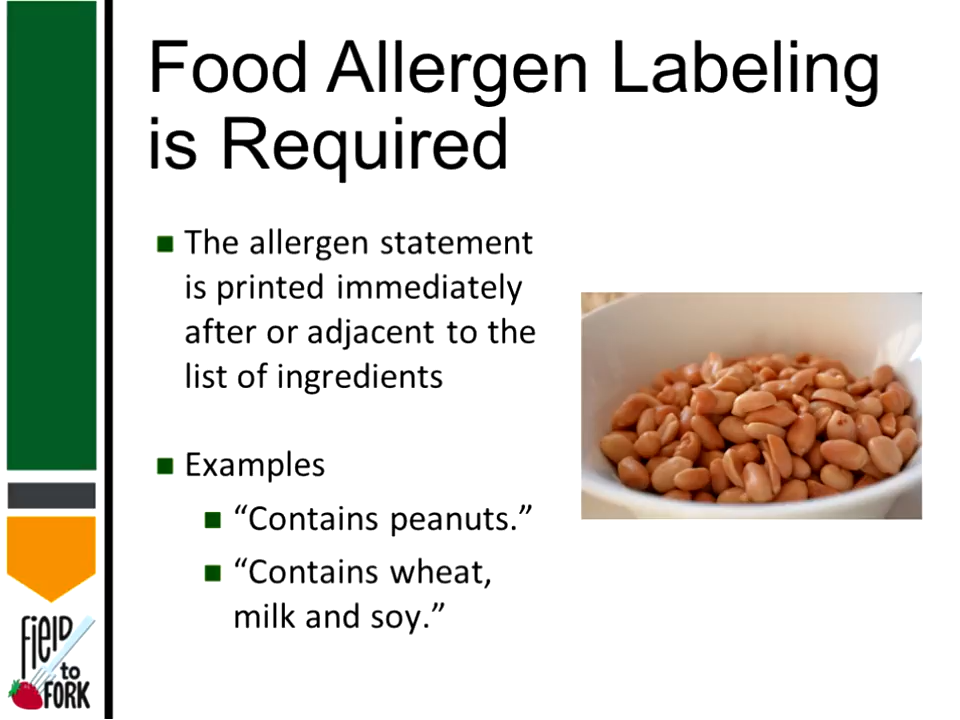 Food Allergen Labeling
is Required
The allergen statement
is printed immediately
after or adjacent to the
list of ingredients
Examples
“Contains peanuts.”
“Contains wheat,
milk and soy.”
FiELD
to
FORK